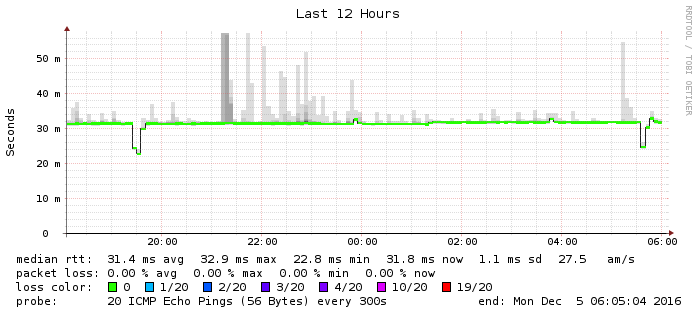 Last 12 Hours
RRDTOOL / TOBI OETIKER
Seconds
50 m
40 m
30 m
20 m
10 m
0
20:00 22:00 00:00 02:00 04:00 06:00
median rtt: 31.4 ms avg 32.9 ms max 22.8 ms min 31.8 ms now 1.1 ms sd 27.5 am/s
packet loss: 0.00 % avg 0.00 % max 0.00 % min 0.00 % now
loss color: 0 1/20 2/20 3/20 4/20 10/20 19/20
probe: 20 ICMP Echo Pings (56 Bytes) every 300s end: Mon Dec 5 06:05:04 2016